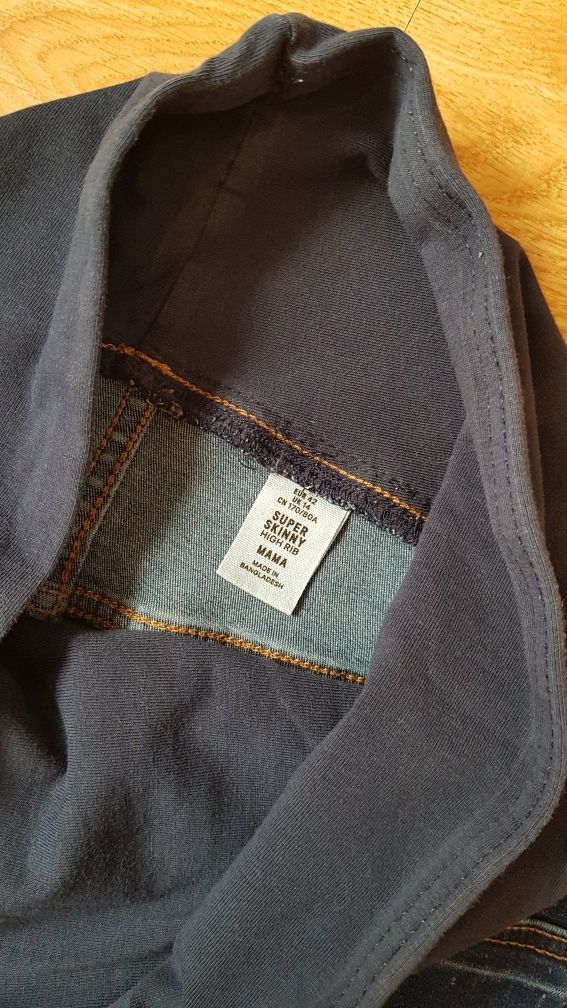 EUR 42
UK 14
CN 170/80A
SUPER
SKINNY
HIGH RIB
MAMA
MADE IN
BANGLADESH